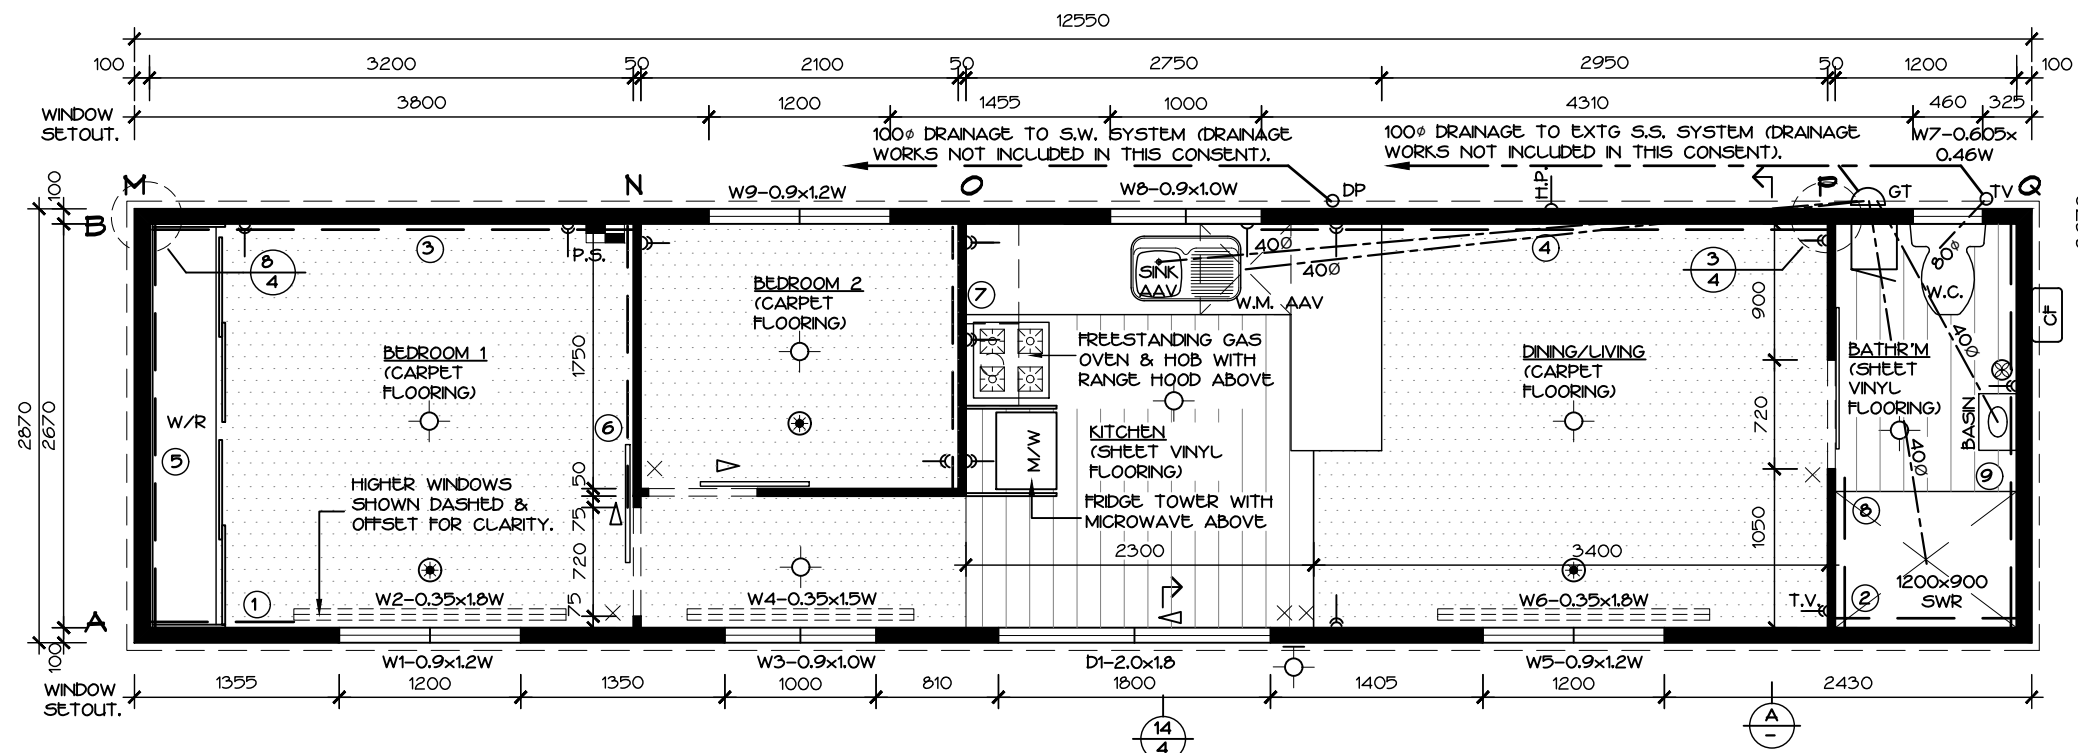 12550
100
3200
50
2100
50
2750
2950
50
1200
100
WINDOW
SETOUT.
3800
1200
1455
1000
4310
460
325
100ø DRAINAGE TO S.W. SYSTEM (DRAINAGE
WORKS NOT INCLUDED IN THIS CONSENT).
100ø DRAINAGE TO EXTG S.S. SYSTEM (DRAINAGE
WORKS NOT INCLUDED IN THIS CONSENT).
W7-0.605x
0.46W
M
N
O
P
Q
W9-0.9x1.2W
W8-0.9x1.0W
DP
H.P.
GT
TV
100
B
2870
2670
A
100
8
4
3
P.S.
BEDROOM 1
(CARPET
FLOORING)
W/R
5
6
1
HIGHER WINDOWS
SHOWN DASHED &
OFFSET FOR CLARITY.
1750
50
75
720
75
BEDROOM 2
(CARPET
FLOORING)
7
SINK
AAV
40Ø
40Ø
W.M. AAV
FREESTANDING GAS
OVEN & HOB WITH
RANGE HOOD ABOVE
M/W
KITCHEN
(SHEET VINYL
FLOORING)
FRIDGE TOWER WITH
MICROWAVE ABOVE
2300
3400
4
3
4
DINING/LIVING
(CARPET
FLOORING)
900
720
1050
T.V.
80ø
W.C.
40Ø
CF
BATHR'M
(SHEET
VINYL
FLOORING)
BASIN
40Ø
9
8
2
1200x900
SWR
W2-0.35x1.8W
W4-0.35x1.5W
W6-0.35x1.8W
W1-0.9x1.2W
W3-0.9x1.0W
D1-2.0x1.8
W5-0.9x1.2W
WINDOW
SETOUT.
1355
1200
1350
1000
810
1800
1405
1200
2430
14
4
A
-